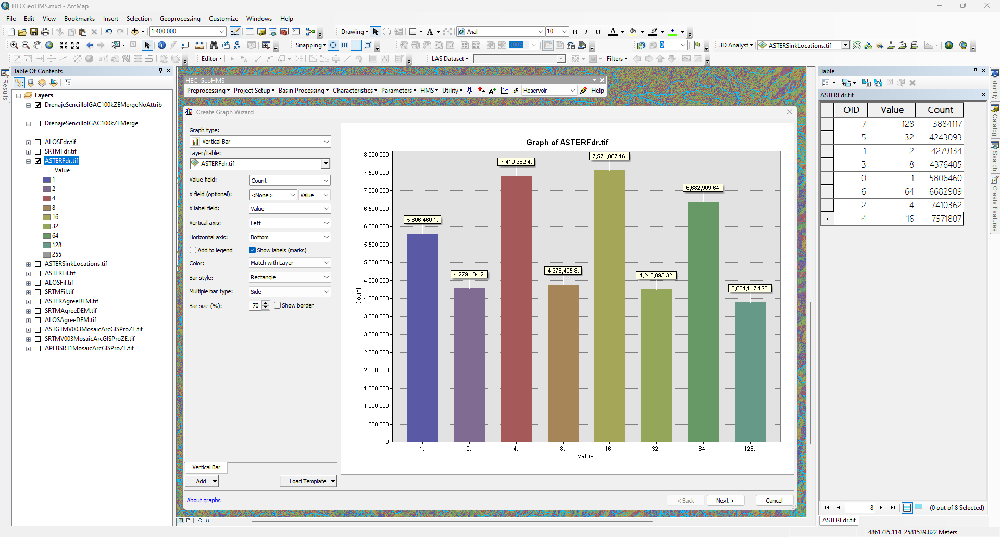 HECGeoHMS.mxd - ArcMap
File Edit View Bookmarks Insert Selection Geoprocessing Customize Windows Help
1:400,000
Drawing
Arial
10
B I U
Snapping
100%
0
3D Analyst
ASTERSinkLocations.tif
Editor
LAS Dataset
Filters
Results
Table Of Contents
Layers
DrenajeSencilloIGAC100kZEMergeNoAttrib
DrenajeSencilloIGAC100kZEMerge
ALOSFdr.tif
SRTMFdr.tif
ASTERFdr.tif
Value
1
2
4
8
16
32
64
128
255
ASTERSinkLocations.tif
ASTERFil.tif
ALOSFil.tif
SRTMFil.tif
ASTERAgreeDEM.tif
SRTMAgreeDEM.tif
ALOSAgreeDEM.tif
ASTGTMV003MosaicArcGISProZE.tif
SRTMV003MosaicArcGISProZE.tif
APFBSRT1MosaicArcGISProZE.tif
HEC-GeoHMS
Preprocessing Project Setup Basin Processing Characteristics Parameters HMS Utility Reservoir Help
Create Graph Wizard
Graph type:
Vertical Bar
Layer/Table:
ASTERFdr.tif
Value field: Count
X field (optional): <None> Value
X label field: Value
Vertical axis: Left
Horizontal axis: Bottom
Add to legend Show labels (marks)
Color: Match with Layer
Bar style: Rectangle
Multiple bar type: Side
Bar size (%): 70 Show border
Vertical Bar
Add Load Template
About graphs
< Back Next > Cancel
Graph of ASTERFdr.tif
8,000,000
7,500,000
7,000,000
6,500,000
6,000,000
5,500,000
5,000,000
4,500,000
4,000,000
3,500,000
3,000,000
2,500,000
2,000,000
1,500,000
1,000,000
500,000
0
Count
5,806,460 1.
4,279,134 2.
7,410,362 4.
4,376,405 8.
7,571,807 16.
4,243,093 32.
6,682,909 64.
3,884,117 128.
1. 2. 4. 8. 16. 32. 64. 128.
Value
Table
ASTERFdr.tif
OID Value Count
7 128 3884117
5 32 4243093
1 2 4279134
3 8 4376405
0 1 5806460
6 64 6682909
2 4 7410362
4 16 7571807
8 (0 out of 8 Selected)
ASTERFdr.tif
Identify
Catalog
Search
Create Features
4861735.114 2581539.822 Meters